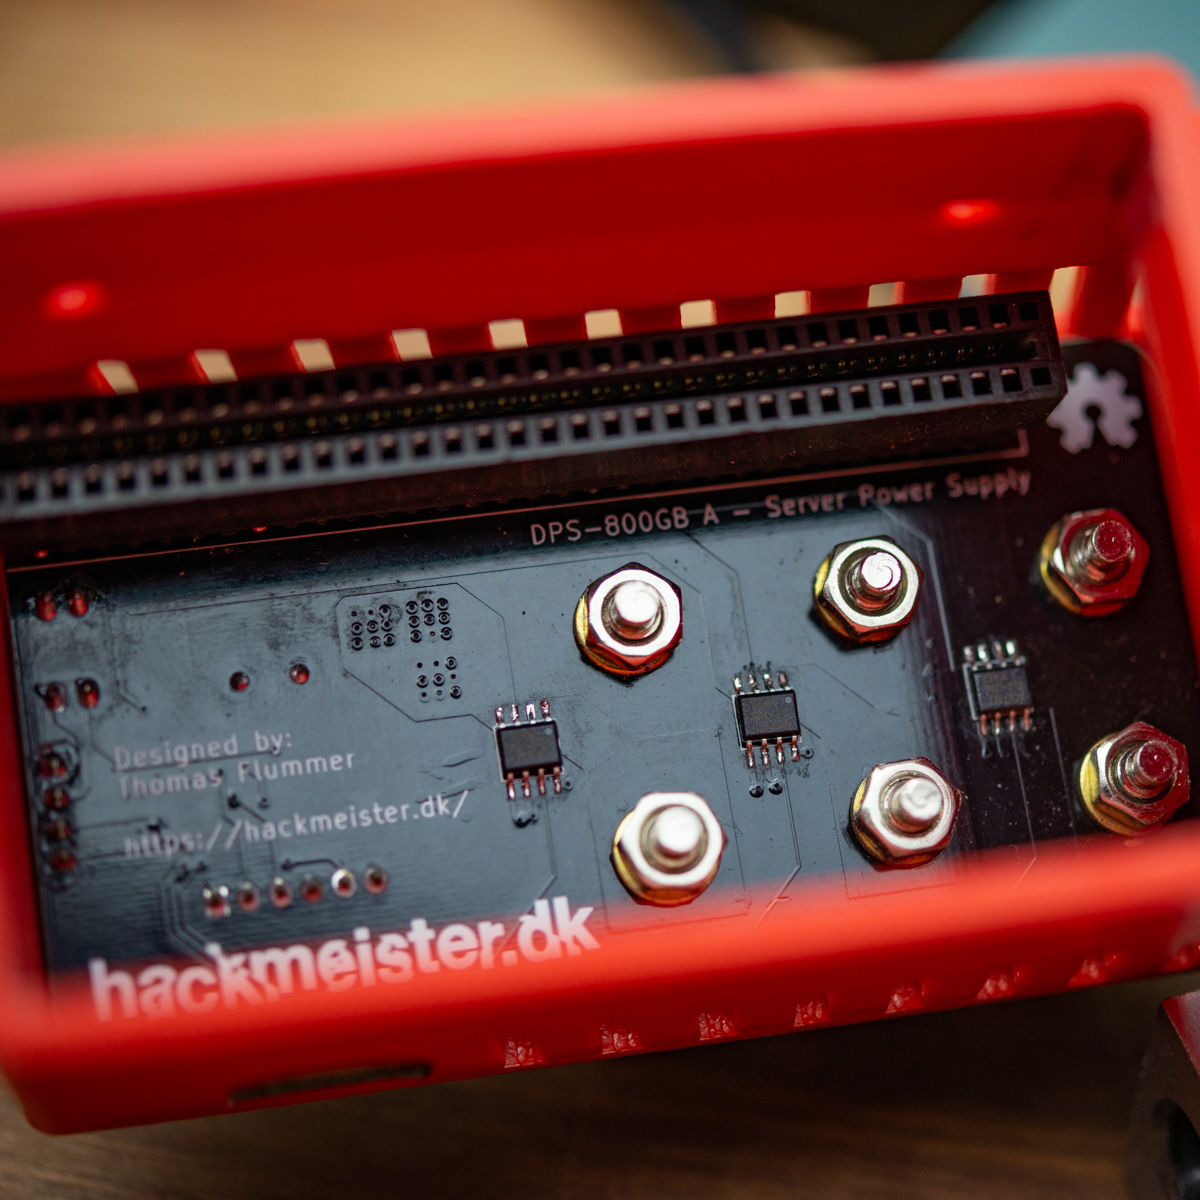 DPS-800GB A - Server Power Supply
Designed by:
Thomas Flummer
https://hackmeister.dk/
hackmeister.dk